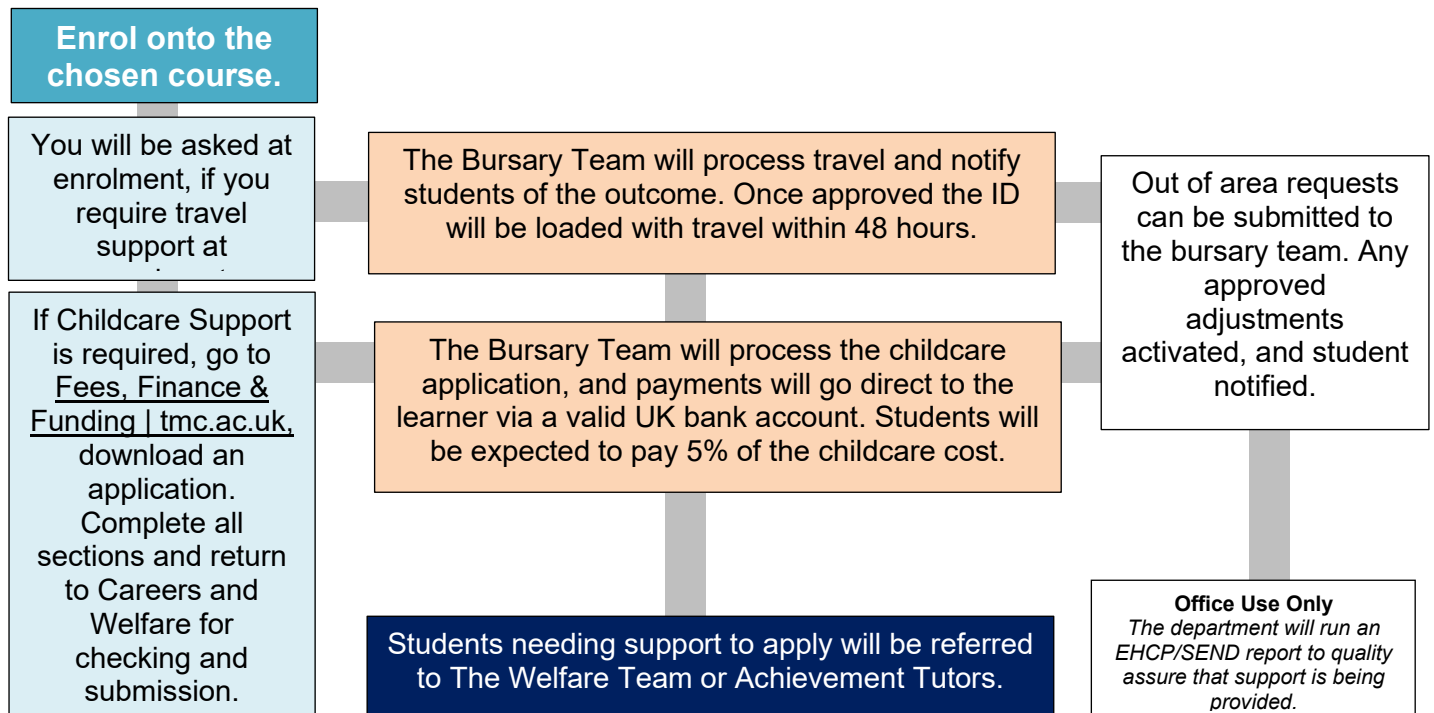 Enrol onto the
chosen course.
You will be asked at
enrolment, if you
require travel
support at
If Childcare Support
is required, go to
Fees, Finance &
Funding | tmc.ac.uk,
download an
application.
Complete all
sections and return
to Careers and
Welfare for
checking and
submission.
The Bursary Team will process travel and notify
students of the outcome. Once approved the ID
will be loaded with travel within 48 hours.
The Bursary Team will process the childcare
application, and payments will go direct to the
learner via a valid UK bank account. Students will
be expected to pay 5% of the childcare cost.
Students needing support to apply will be referred
to The Welfare Team or Achievement Tutors.
Out of area requests
can be submitted to
the bursary team. Any
approved
adjustments
activated, and student
notified.
Office Use Only
The department will run an
EHCP/SEND report to quality
assure that support is being
provided.